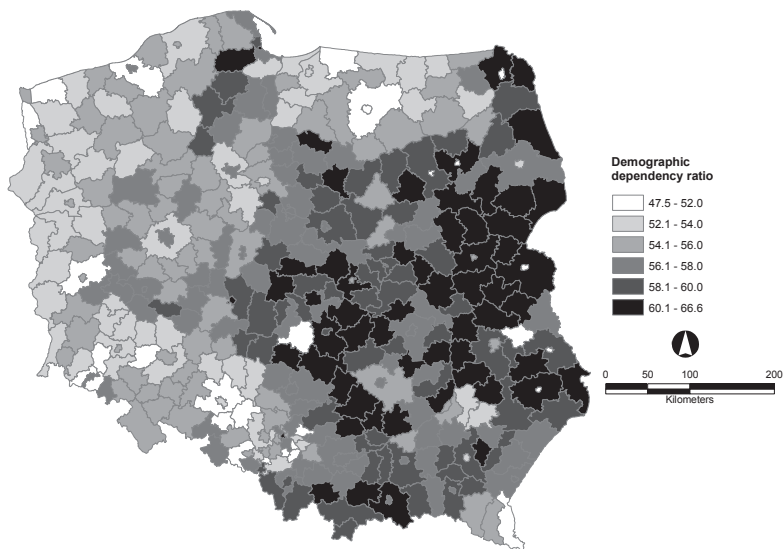 Demographic
dependency ratio
47.5 - 52.0
52.1 - 54.0
54.1 - 56.0
56.1 - 58.0
58.1 - 60.0
60.1 - 66.6
0 50 100 200
Kilometers